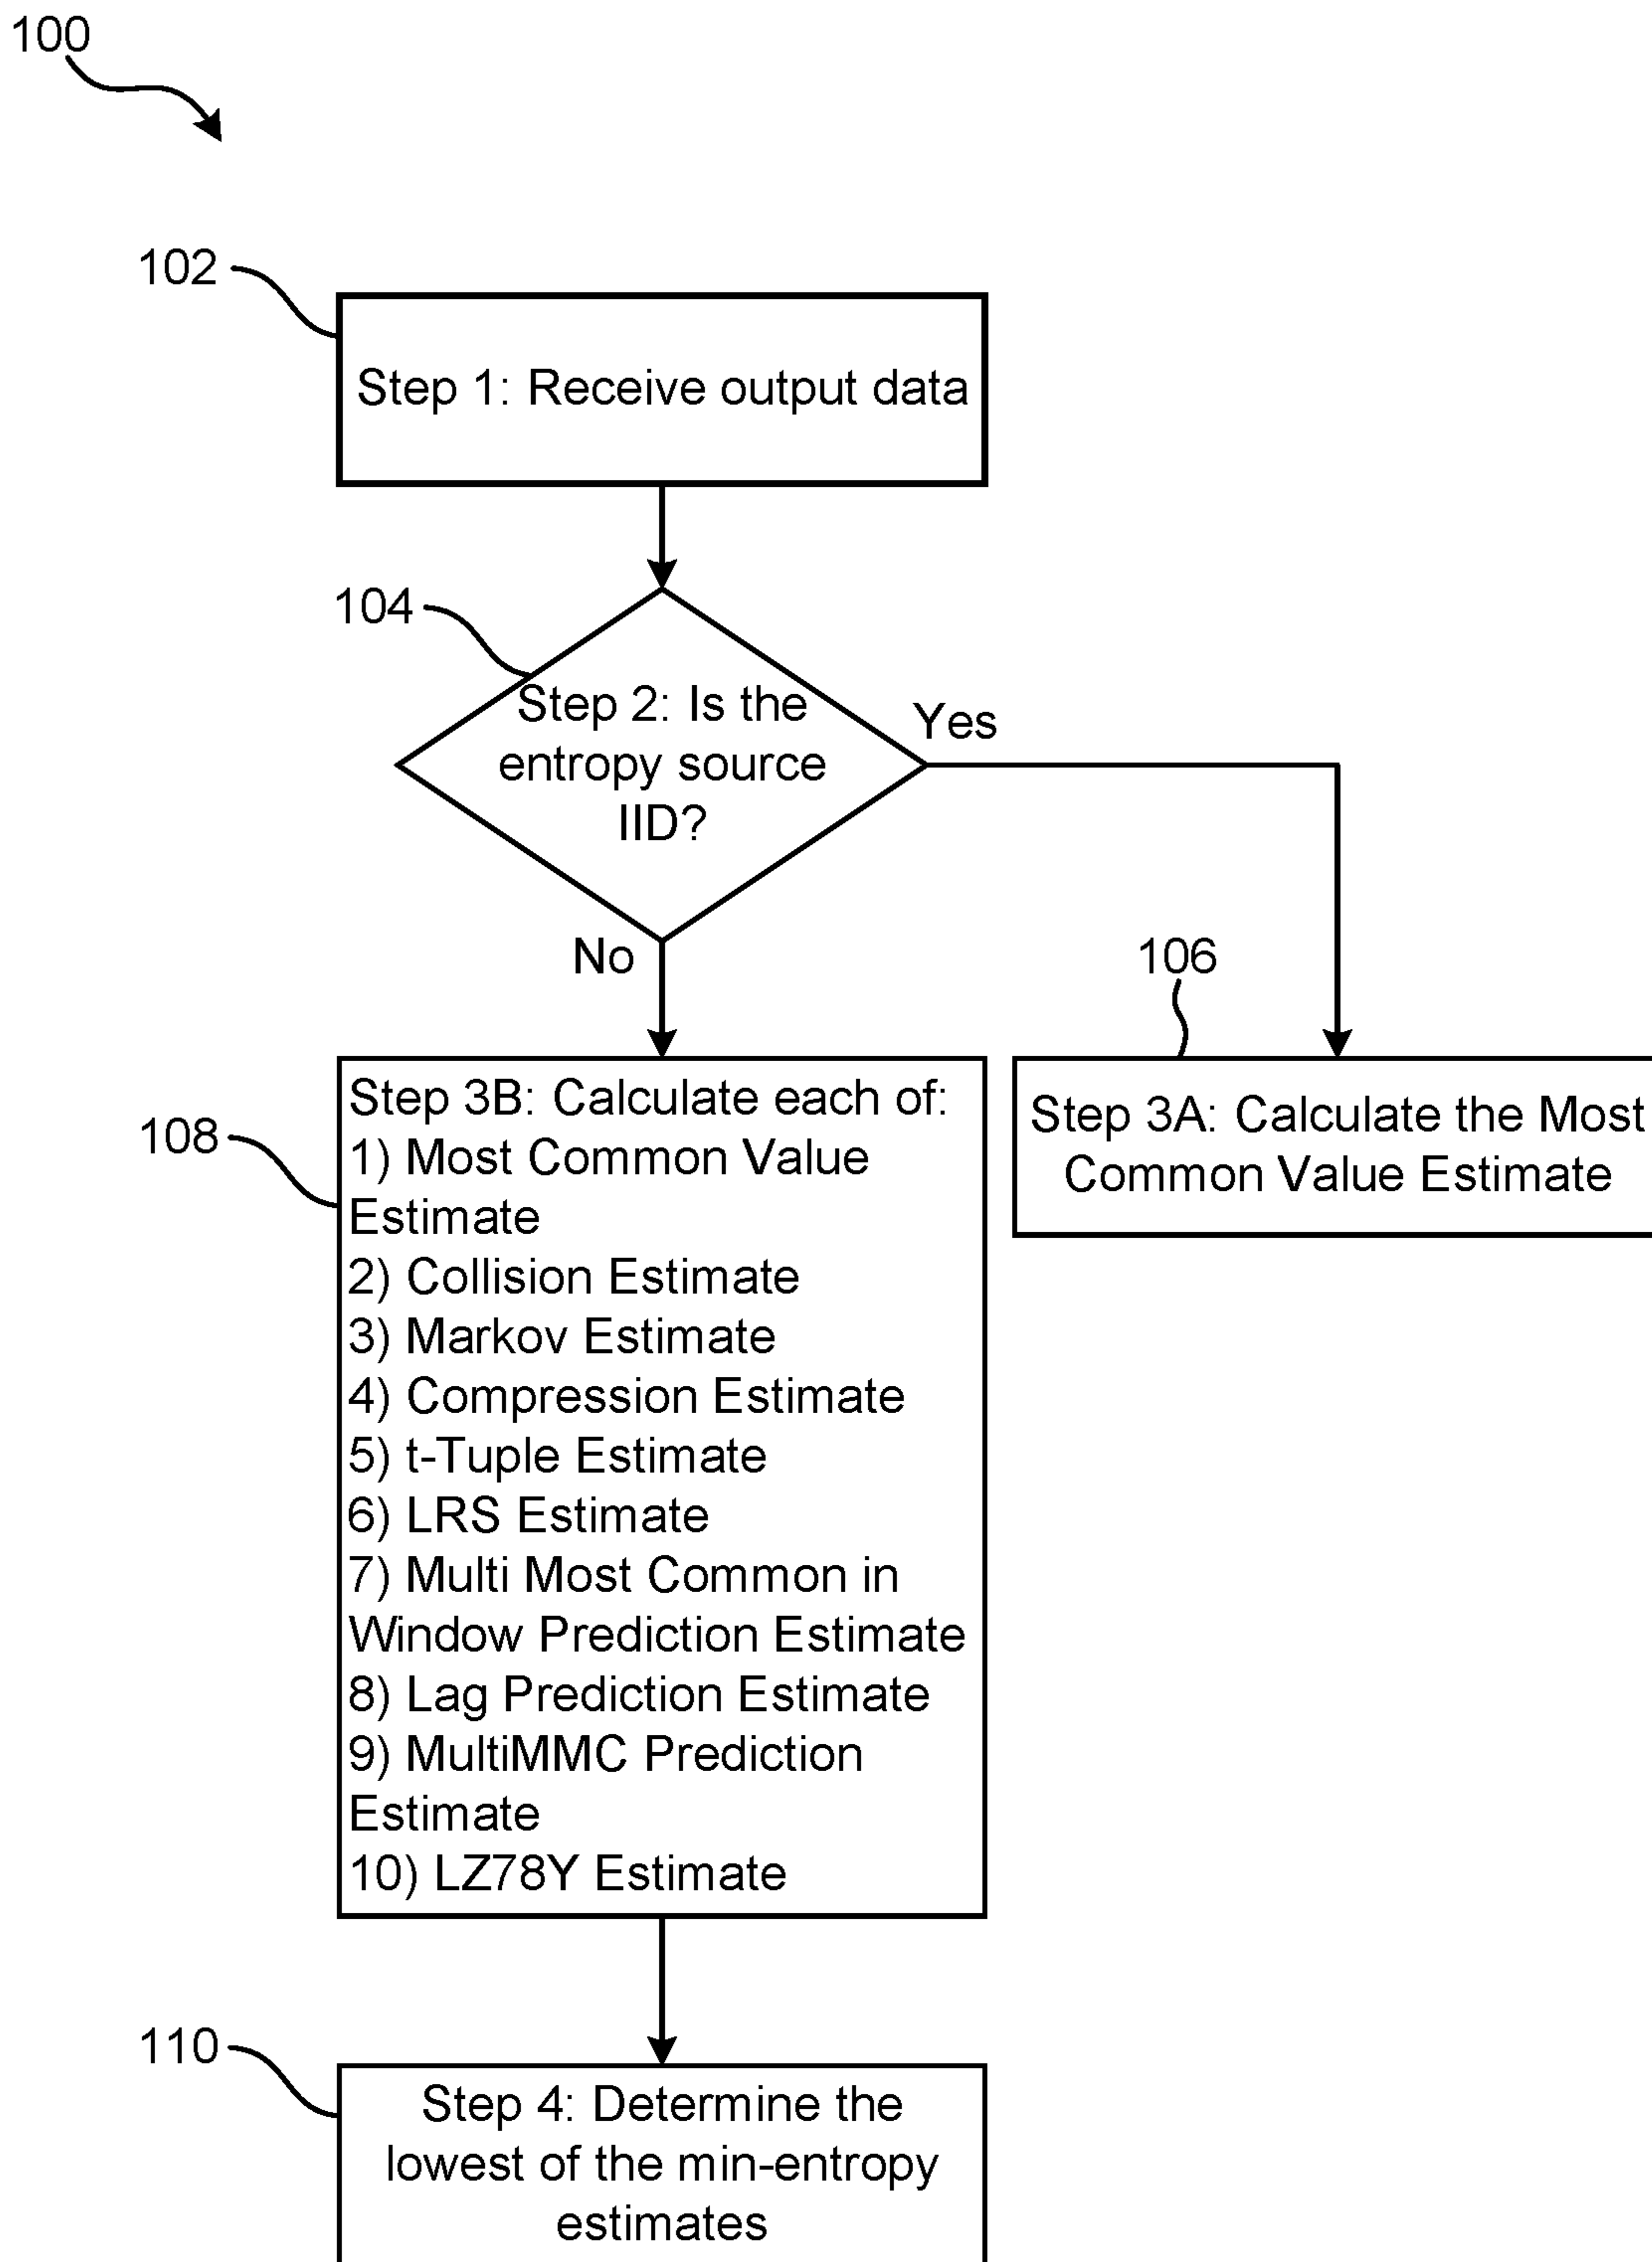 100
102
Step 1: Receive output data
104
Step 2: Is the
entropy source
IID?
Yes
No
106
Step 3A: Calculate the Most
Common Value Estimate
108
Step 3B: Calculate each of:
1) Most Common Value
Estimate
2) Collision Estimate
3) Markov Estimate
4) Compression Estimate
5) t-Tuple Estimate
6) LRS Estimate
7) Multi Most Common in
Window Prediction Estimate
8) Lag Prediction Estimate
9) MultiMMC Prediction
Estimate
10) LZ78Y Estimate
110
Step 4: Determine the
lowest of the min-entropy
estimates